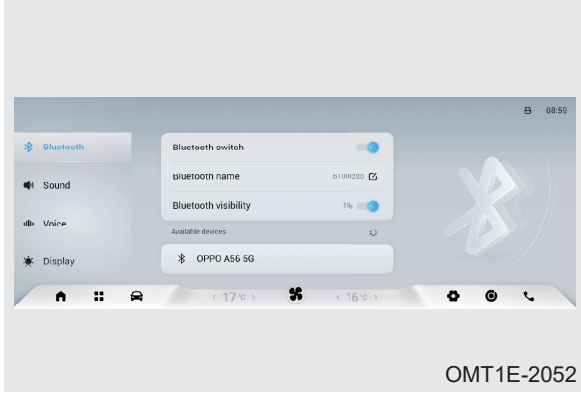 08:59
Bluetooth
Sound
Voice
Display
Bluetooth switch
Bluetooth name
Bluetooth visibility
Available devices
OPPO A56 5G
< 17°c >
< 16°c >
OMT1E-2052